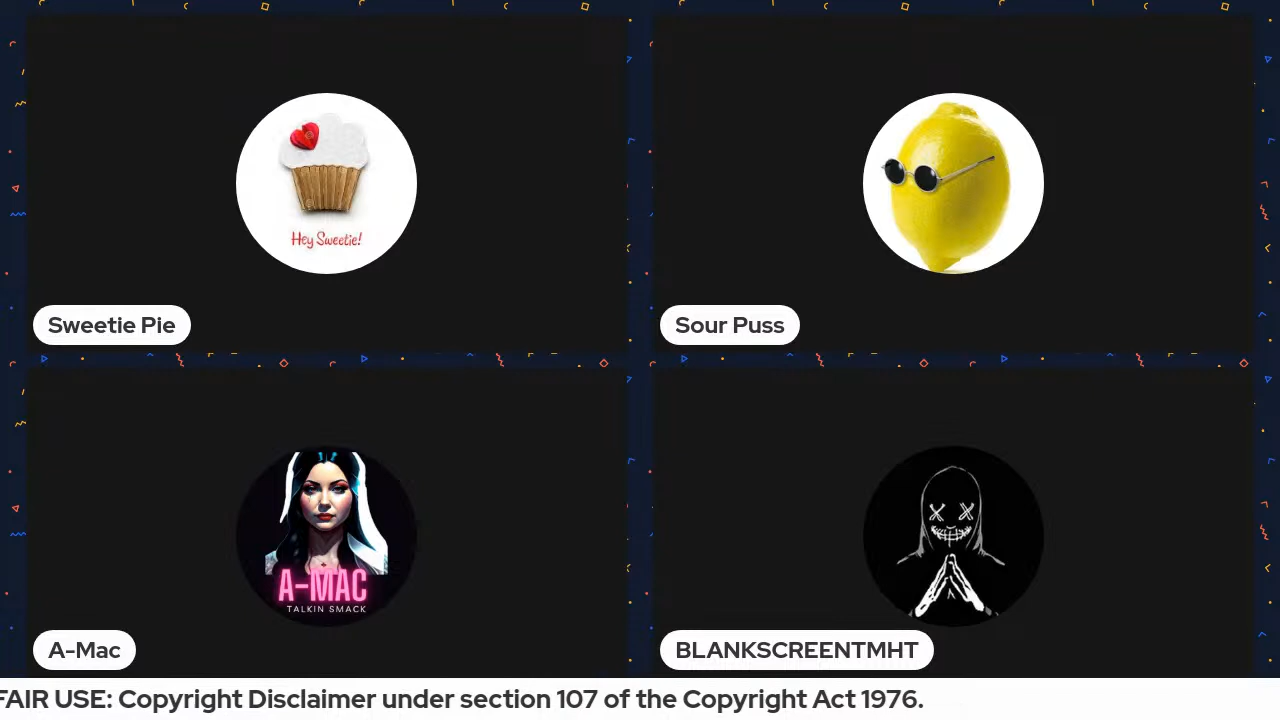 Hey Sweetie!
Sweetie Pie
Sour Puss
A-MAC
TALKIN SMACK
A-Mac
BLANKSCREENTMHT
FAIR USE: Copyright Disclaimer under section 107 of the Copyright Act 1976.